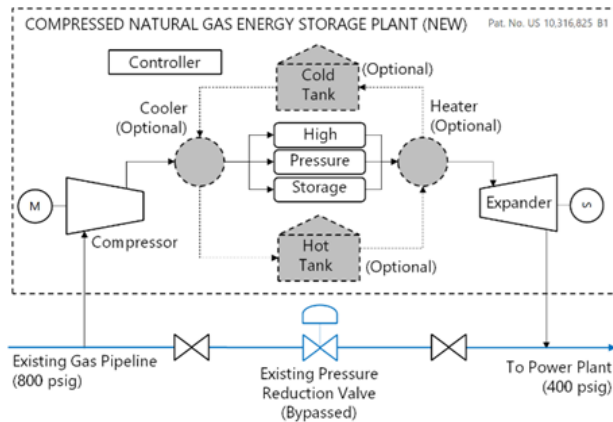 COMPRESSED NATURAL GAS ENERGY STORAGE PLANT (NEW)
Pat. No. US 10,316,825 B1
Controller
Cold
Tank
(Optional)
Cooler
(Optional)
Heater
(Optional)
High
Pressure
Storage
M
Compressor
Expander
S
Hot
Tank
(Optional)
Existing Gas Pipeline
(800 psig)
Existing Pressure
Reduction Valve
(Bypassed)
To Power Plant
(400 psig)